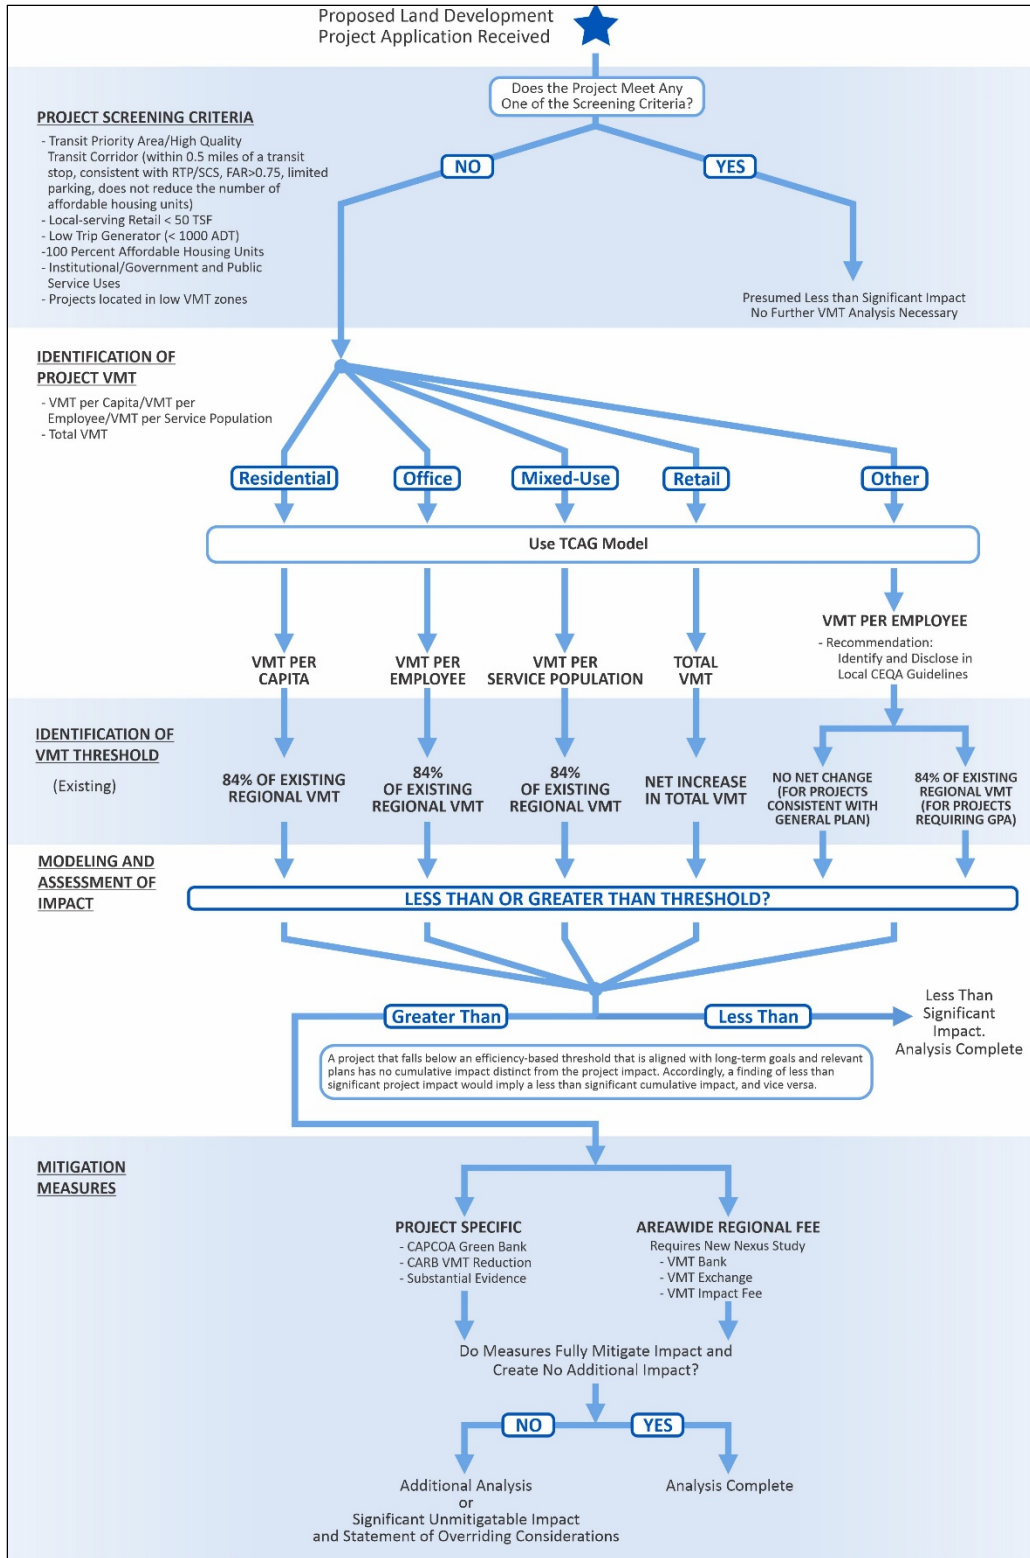 Proposed Land Development
Project Application Received
Does the Project Meet Any
One of the Screening Criteria?
PROJECT SCREENING CRITERIA
- Transit Priority Area/High Quality
Transit Corridor (within 0.5 miles of a transit
stop, consistent with RTP/SCS, FAR>0.75, limited
parking, does not reduce the number of
affordable housing units)
- Local-serving Retail < 50 TSF
- Low Trip Generator (< 1000 ADT)
-100 Percent Affordable Housing Units
- Institutional/Government and Public
Service Uses
- Projects located in low VMT zones
NO
YES
Presumed Less than Significant Impact
No Further VMT Analysis Necessary
IDENTIFICATION OF
PROJECT VMT
- VMT per Capita/VMT per
Employee/VMT per Service Population
- Total VMT
Residential
Office
Mixed-Use
Retail
Other
Use TCAG Model
VMT PER
CAPITA
VMT PER
EMPLOYEE
VMT PER
SERVICE POPULATION
TOTAL
VMT
VMT PER EMPLOYEE
- Recommendation:
Identify and Disclose in
Local CEQA Guidelines
IDENTIFICATION OF
VMT THRESHOLD
(Existing)
84% OF EXISTING
REGIONAL VMT
84%
OF EXISTING
REGIONAL VMT
84%
OF EXISTING
REGIONAL VMT
NET INCREASE
IN TOTAL VMT
NO NET CHANGE
(FOR PROJECTS
CONSISTENT WITH
GENERAL PLAN)
84% OF EXISTING
REGIONAL VMT
(FOR PROJECTS
REQUIRING GPA)
MODELING AND
ASSESSMENT OF
IMPACT
LESS THAN OR GREATER THAN THRESHOLD?
Greater Than
Less Than
Less Than
Significant
Impact.
Analysis Complete
A project that falls below an efficiency-based threshold that is aligned with long-term goals and relevant
plans has no cumulative impact distinct from the project impact. Accordingly, a finding of less than
significant project impact would imply a less than significant cumulative impact, and vice versa.
MITIGATION
MEASURES
PROJECT SPECIFIC
- CAPCOA Green Bank
- CARB VMT Reduction
- Substantial Evidence
AREAWIDE REGIONAL FEE
Requires New Nexus Study
- VMT Bank
- VMT Exchange
- VMT Impact Fee
Do Measures Fully Mitigate Impact and
Create No Additional Impact?
NO
YES
Additional Analysis
or
Significant Unmitigatable Impact
and Statement of Overriding Considerations
Analysis Complete